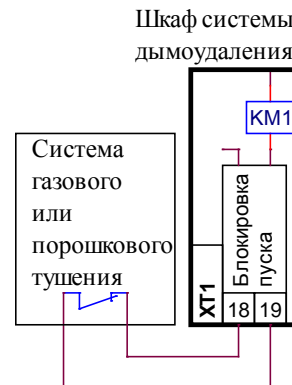 Шкаф системы
дымоудаления
KM1
Система
газового
или
порошкового
тушения
Блокировка
пуска
XT1
18 19